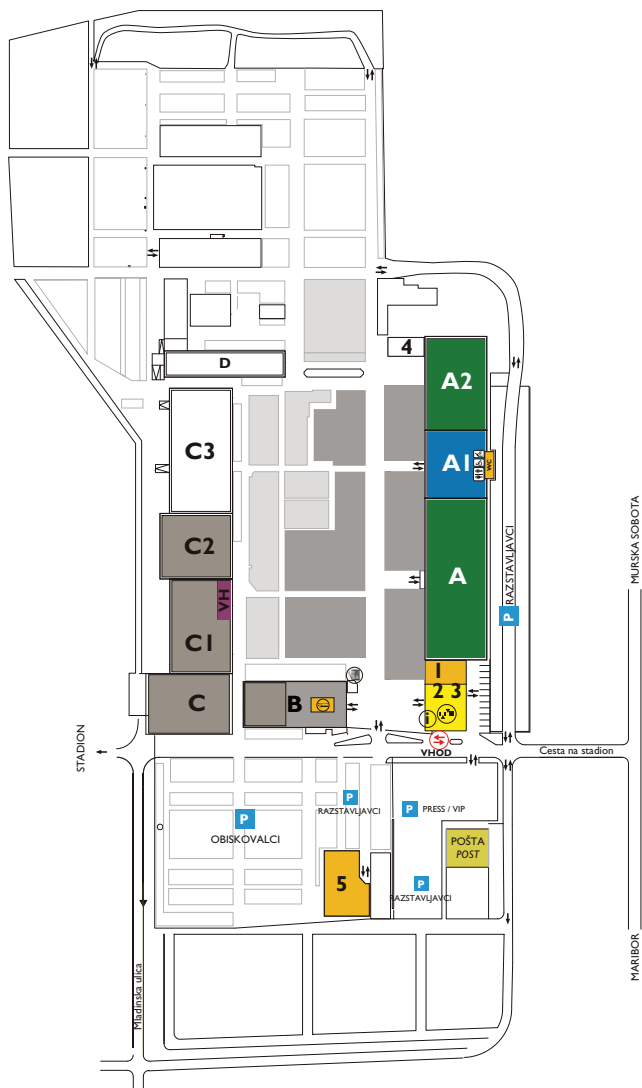 4
D
A2
C3
A1
WC
C2
A
RAZSTAVLJAVCI
P
MURSKA SOBOTA
VH
C1
1
2 3
C
B
i
VHOD
STADION
Cesta na stadion
P
RAZSTAVLJAVCI
P
PRESS / VIP
P
OBISKOVALCI
POŠTA
POST
5
P
RAZSTAVLJAVCI
Mladinska ulica
MARIBOR